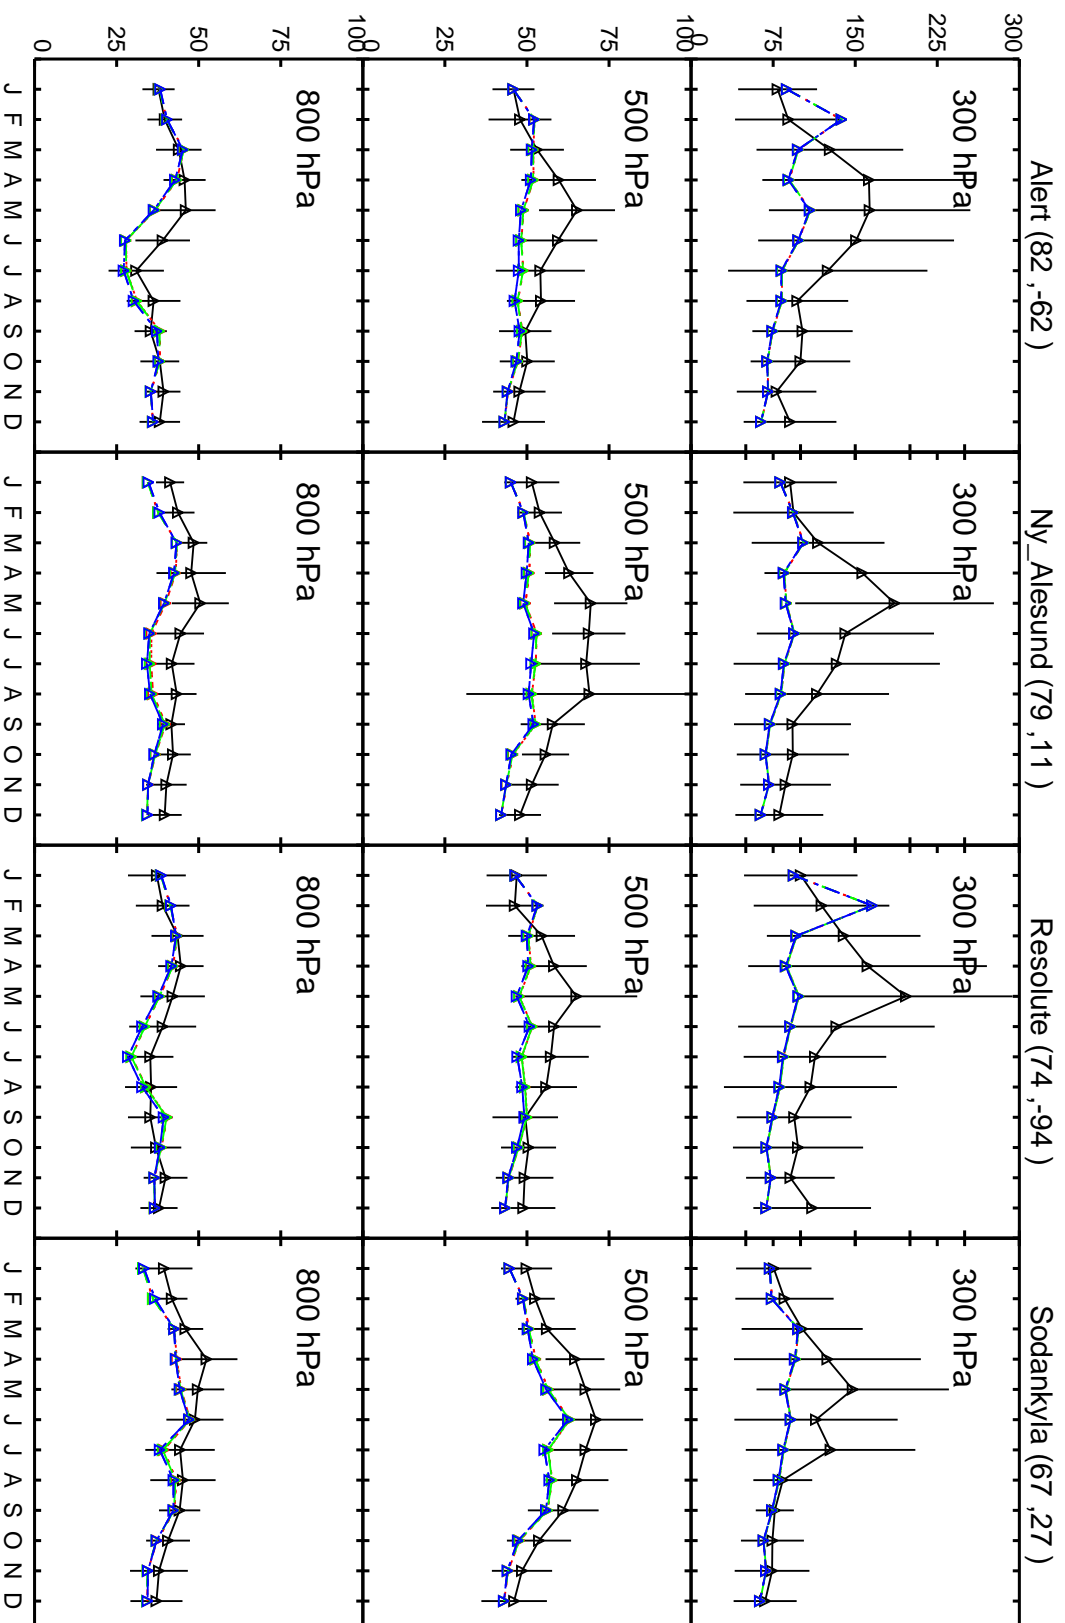 Alert (82 ,-62 )
Ny_Alesund (79 ,11 )
Resolute (74 ,-94 )
Sodankyla (67 ,27 )
300
225
150
75
0
300 hPa
300 hPa
300 hPa
300 hPa
100
75
50
0
500 hPa
500 hPa
500 hPa
500 hPa
100
75
50
25
0
800 hPa
800 hPa
800 hPa
800 hPa
J F M A M J J A S O N D
J F M A M J J A S O N D
J F M A M J J A S O N D
J F M A M J J A S O N D